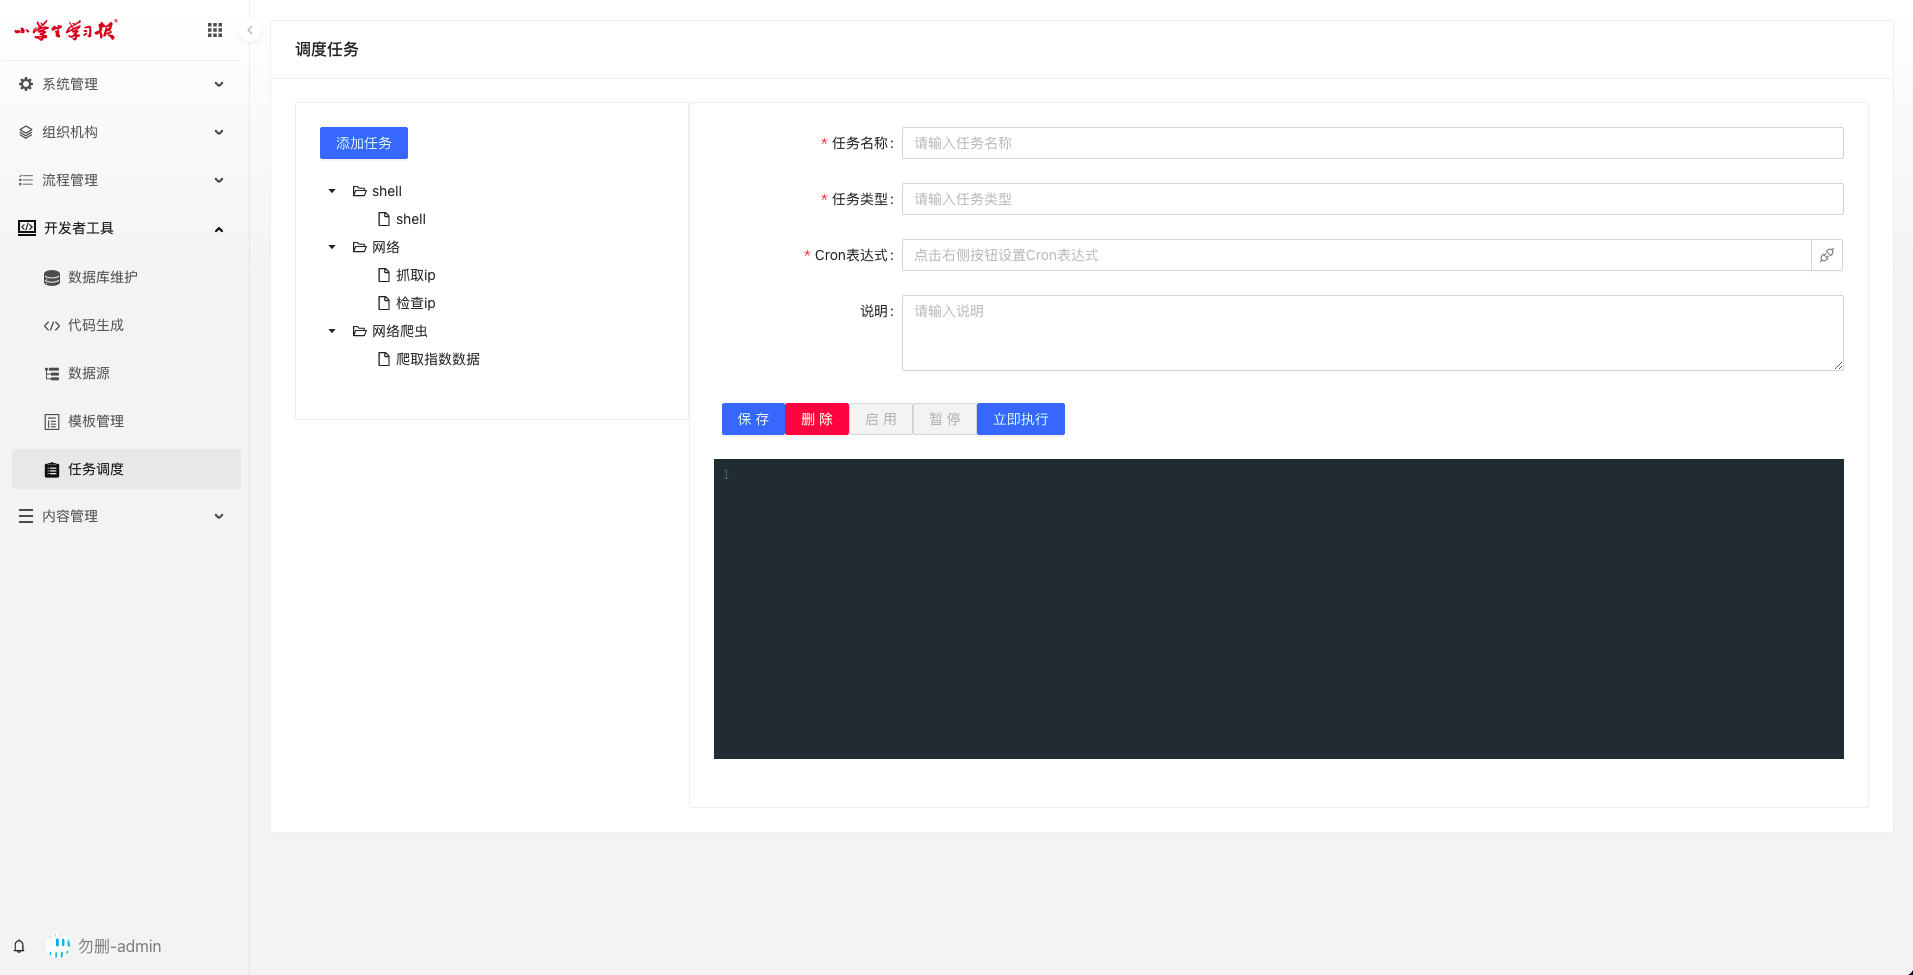 小学生学习报
系统管理
组织机构
流程管理
开发者工具
数据库维护
代码生成
数据源
模板管理
任务调度
内容管理
勿删-admin
调度任务
添加任务
shell
shell
网络
抓取ip
检查ip
网络爬虫
爬取指数数据
* 任务名称: 请输入任务名称
* 任务类型: 请输入任务类型
* Cron表达式: 点击右侧按钮设置Cron表达式
说明: 请输入说明
保 存 删 除 启 用 暂 停 立即执行
1